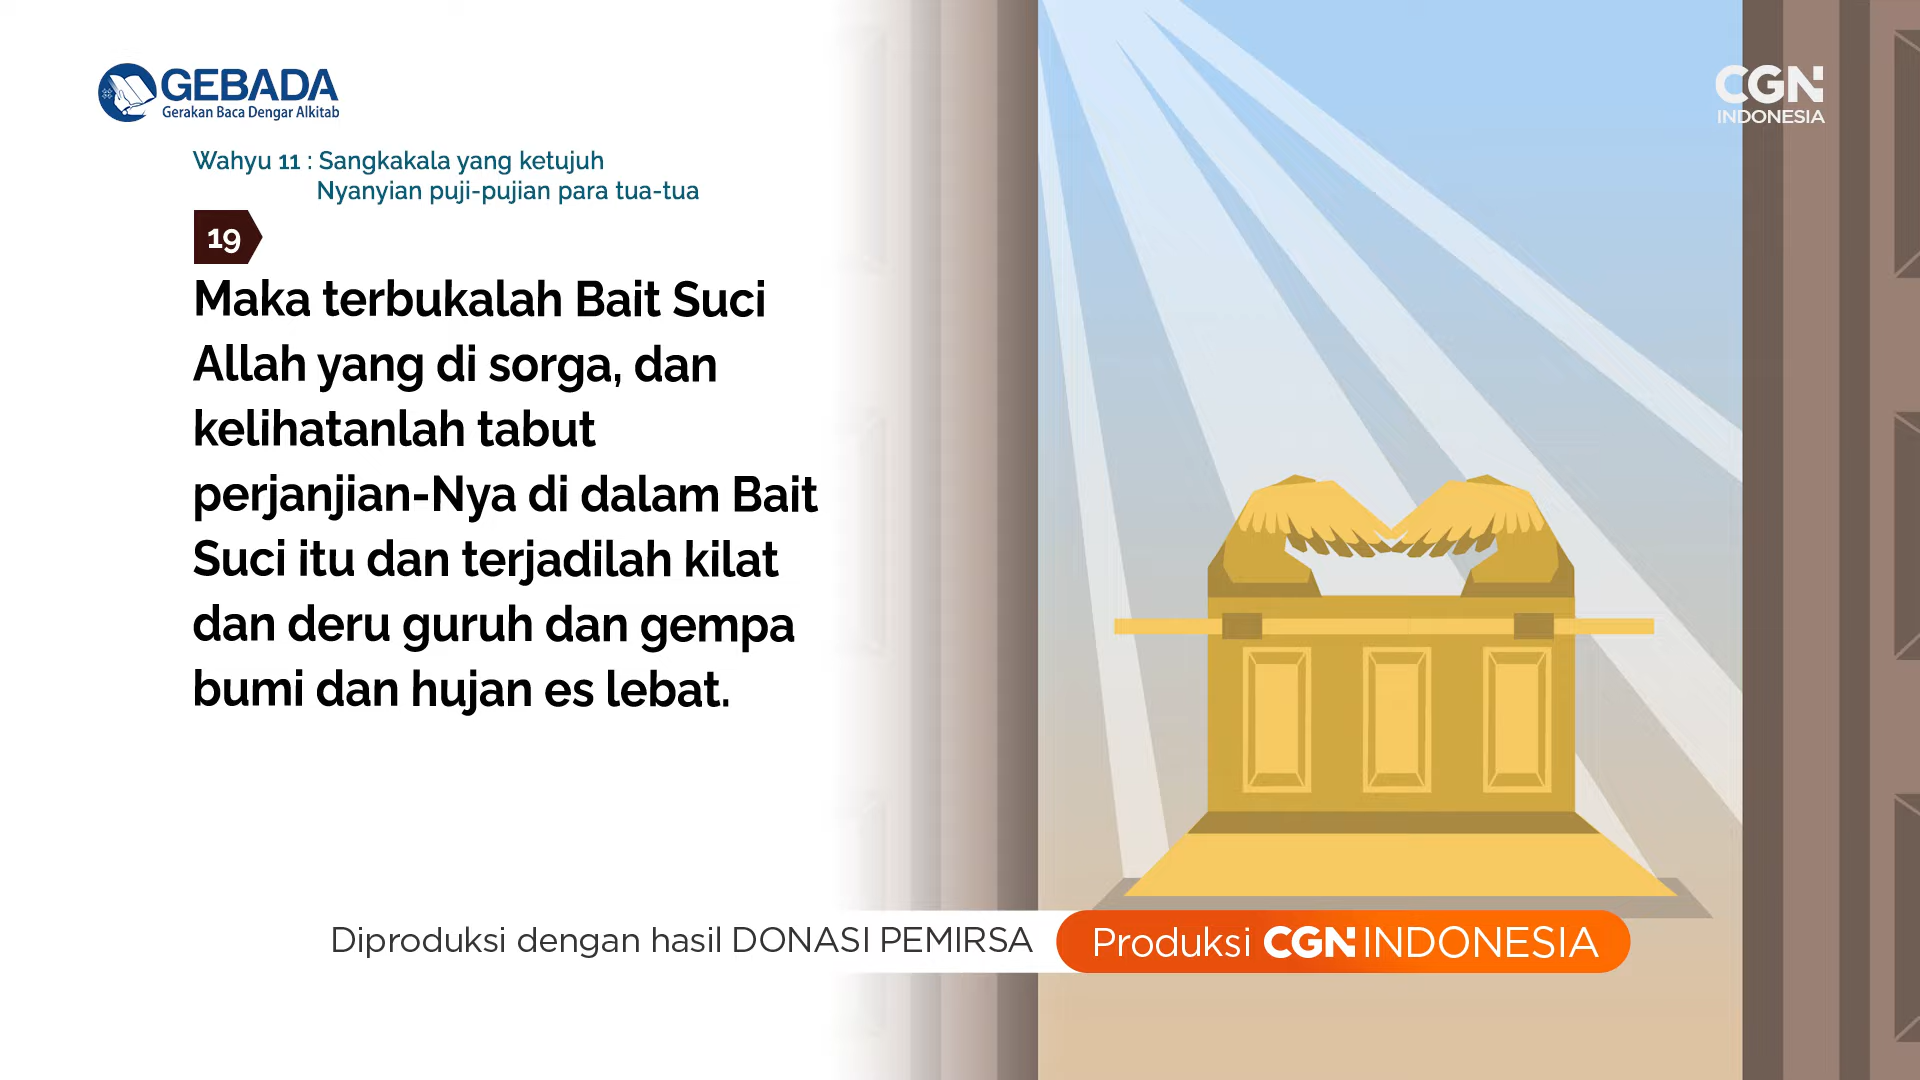 GEBADA
Gerakan Baca Dengar Alkitab
CGN
INDONESIA
Wahyu 11 : Sangkakala yang ketujuh
Nyanyian puji-pujian para tua-tua
19
Maka terbukalah Bait Suci
Allah yang di sorga, dan
kelihatanlah tabut
perjanjian-Nya di dalam Bait
Suci itu dan terjadilah kilat
dan deru guruh dan gempa
bumi dan hujan es lebat.
Diproduksi dengan hasil DONASI PEMIRSA
Produksi CGN INDONESIA